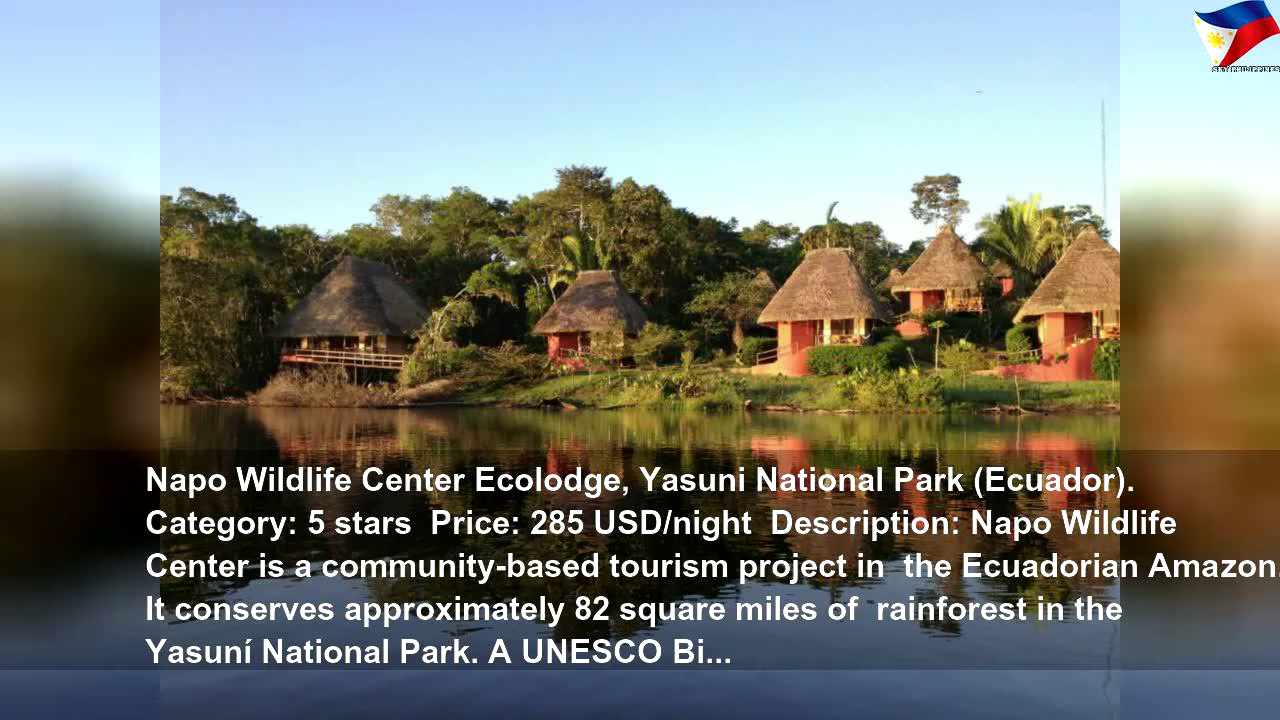 SKYPHILIPPINES
Napo Wildlife Center Ecolodge, Yasuni National Park (Ecuador).
Category: 5 stars  Price: 285 USD/night  Description: Napo Wildlife
Center is a community-based tourism project in  the Ecuadorian Amazon.
It conserves approximately 82 square miles of  rainforest in the
Yasuní National Park. A UNESCO Bi...